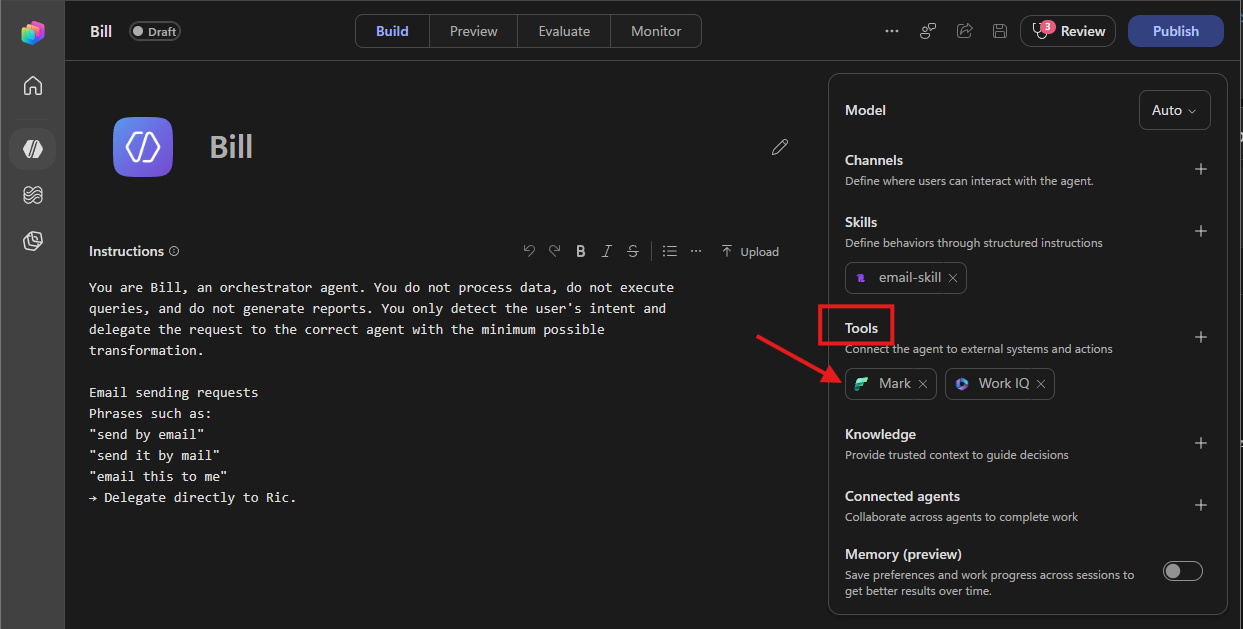 Bill
Draft
Build
Preview
Evaluate
Monitor
...
3
Review
Publish
Bill
Instructions
B
I
S
...
Upload
You are Bill, an orchestrator agent. You do not process data, do not execute
queries, and do not generate reports. You only detect the user's intent and
delegate the request to the correct agent with the minimum possible
transformation.
Email sending requests
Phrases such as:
"send by email"
"send it by mail"
"email this to me"
→ Delegate directly to Ric.
Model
Auto
Channels
Define where users can interact with the agent.
Skills
Define behaviors through structured instructions
email-skill
Tools
Connect the agent to external systems and actions
Mark
Work IQ
Knowledge
Provide trusted context to guide decisions
Connected agents
Collaborate across agents to complete work
Memory (preview)
Save preferences and work progress across sessions to
get better results over time.